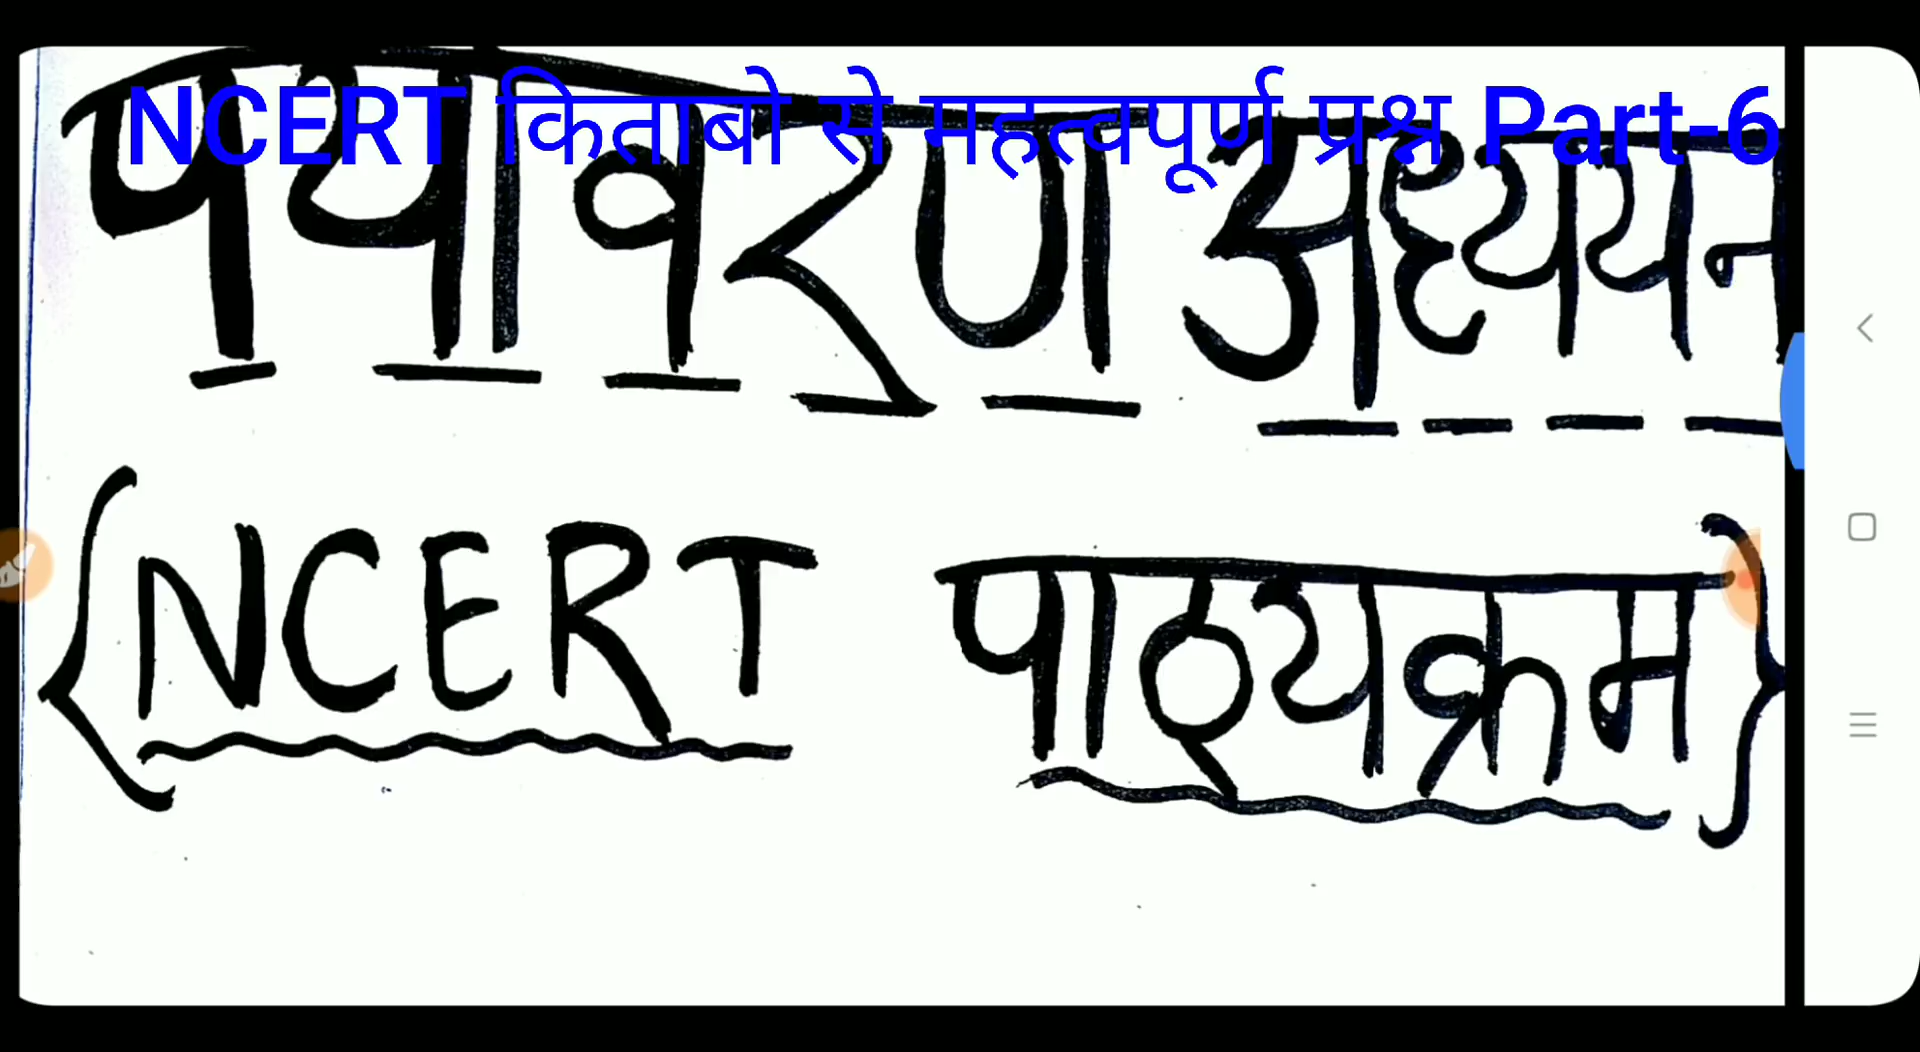 NCERT किताबो से महत्वपूर्ण प्रश्न Part-6
पर्यावरण अध्ययन
{NCERT पाठ्यक्रम}